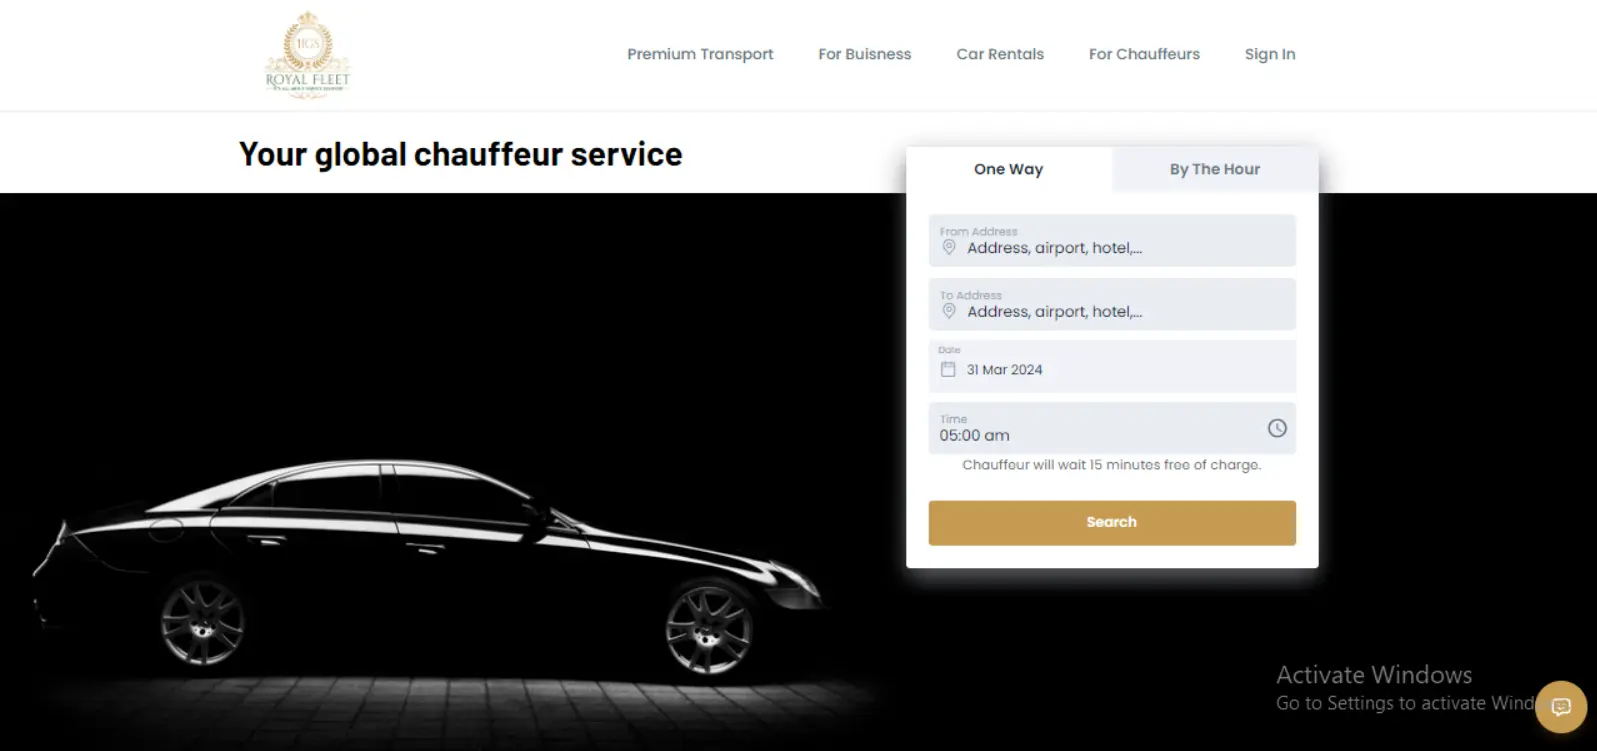 HGS
ROYAL FLEET
Premium Transport
For Buisness
Car Rentals
For Chauffeurs
Sign In
Your global chauffeur service
One Way
By The Hour
From Address
Address, airport, hotel,...
To Address
Address, airport, hotel,...
Date
31 Mar 2024
Time
05:00 am
Chauffeur will wait 15 minutes free of charge.
Search
Activate Windows
Go to Settings to activate Wind